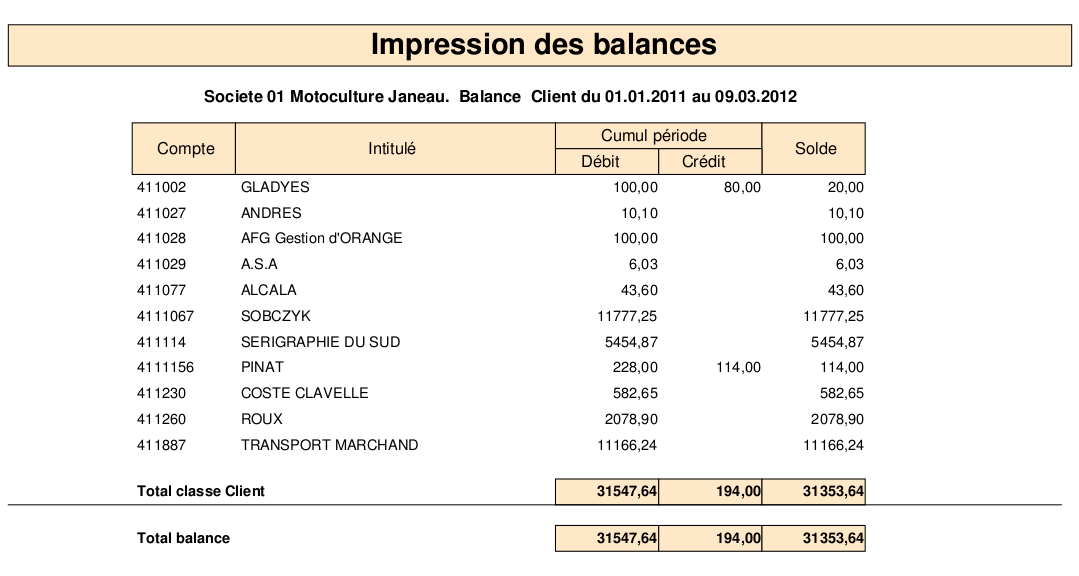 Impression des balances
Societe 01 Motoculture Janeau. Balance Client du 01.01.2011 au 09.03.2012
Compte Intitulé Cumul période Solde
Débit Crédit
411002 GLADYES 100,00 80,00 20,00
411027 ANDRES 10,10 10,10
411028 AFG Gestion d'ORANGE 100,00 100,00
411029 A.S.A 6,03 6,03
411077 ALCALA 43,60 43,60
4111067 SOBCZYK 11777,25 11777,25
411114 SERIGRAPHIE DU SUD 5454,87 5454,87
4111156 PINAT 228,00 114,00 114,00
411230 COSTE CLAVELLE 582,65 582,65
411260 ROUX 2078,90 2078,90
411887 TRANSPORT MARCHAND 11166,24 11166,24
Total classe Client 31547,64 194,00 31353,64
Total balance 31547,64 194,00 31353,64